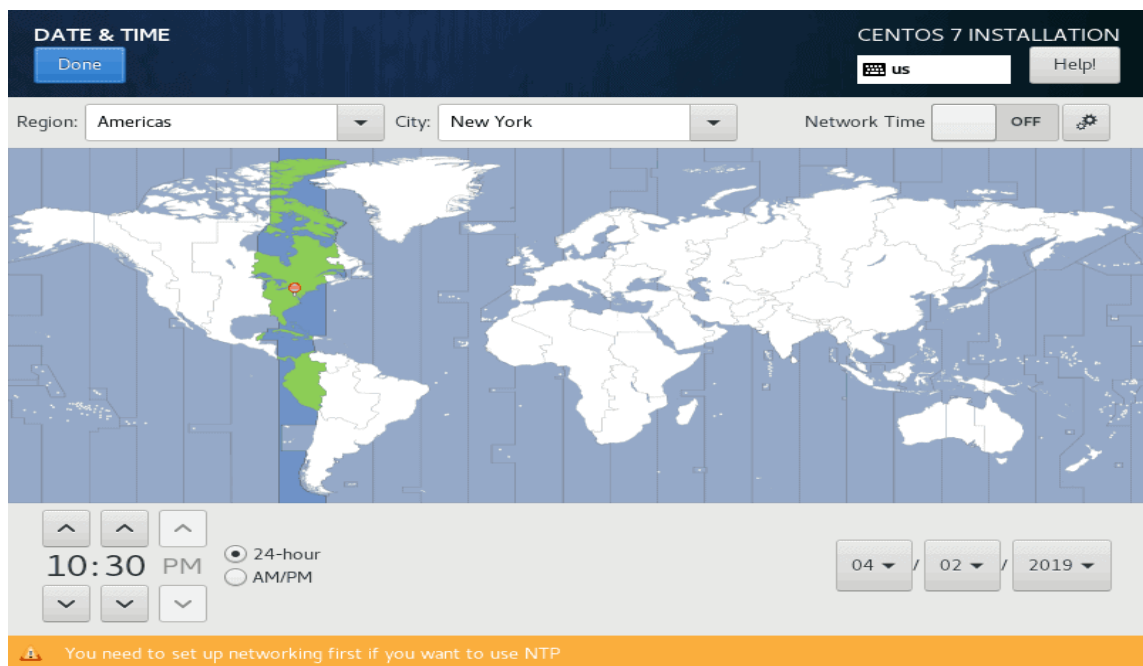 DATE & TIME
CENTOS 7 INSTALLATION
Done
us
Help!
Region: Americas City: New York Network Time OFF
10:30 PM
24-hour
AM/PM
04 / 02 / 2019
You need to set up networking first if you want to use NTP